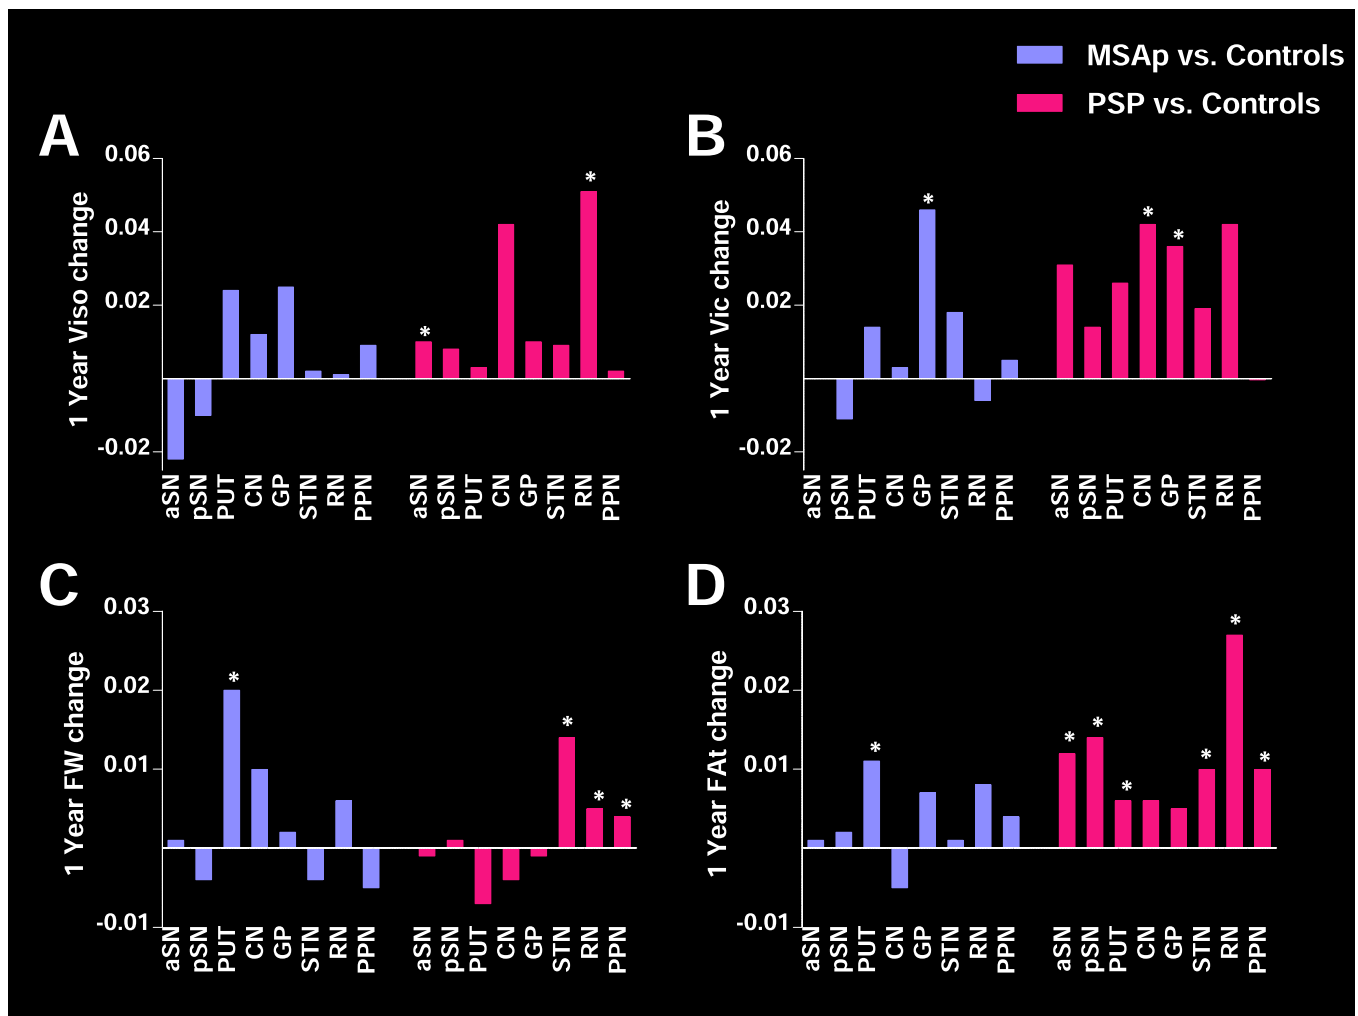 MSAp vs. Controls
PSP vs. Controls
A
1 Year Viso change
0.06
0.04
0.02
-0.02
*
*
aSN pSN PUT CN GP STN RN PPN aSN pSN PUT CN GP STN RN PPN
B
1 Year Vic change
0.06
0.04
0.02
-0.02
*
*
*
aSN pSN PUT CN GP STN RN PPN aSN pSN PUT CN GP STN RN PPN
C
1 Year FW change
0.03
0.02
0.01
-0.01
*
*
*
*
aSN pSN PUT CN GP STN RN PPN aSN pSN PUT CN GP STN RN PPN
D
1 Year FAt change
0.03
0.02
0.01
-0.01
*
*
*
*
*
*
*
aSN pSN PUT CN GP STN RN PPN aSN pSN PUT CN GP STN RN PPN